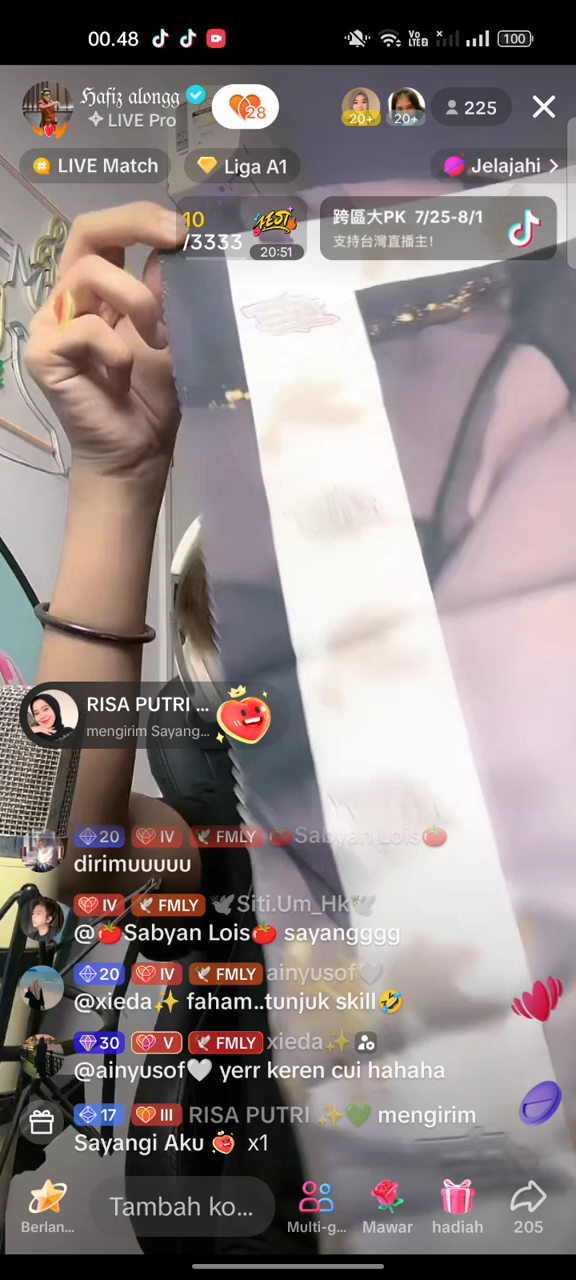 00.48
Vo LTE2
100
Hafiz alongg
LIVE Pro
28
20+
20+
225
LIVE Match
Liga A1
Jelajahi
10
/3333
FEST
20:51
跨區大PK 7/25-8/1
支持台灣直播主!
RISA PUTRI ...
mengirim Sayang...
20 IV FMLY 🍅Sabyan Lois🍅
dirimuuuuu
IV FMLY 🕊Siti.Um_Hk🕊
@🍅Sabyan Lois🍅 sayangggg
20 IV FMLY ainyusof🤍
@xieda✨ faham..tunjuk skill🤣
30 V FMLY xieda✨
@ainyusof🤍 yerr keren cui hahaha
17 III RISA PUTRI ✨💚 mengirim
Sayangi Aku x1
Berlan...
Tambah ko...
Multi-g...
Mawar
hadiah
205